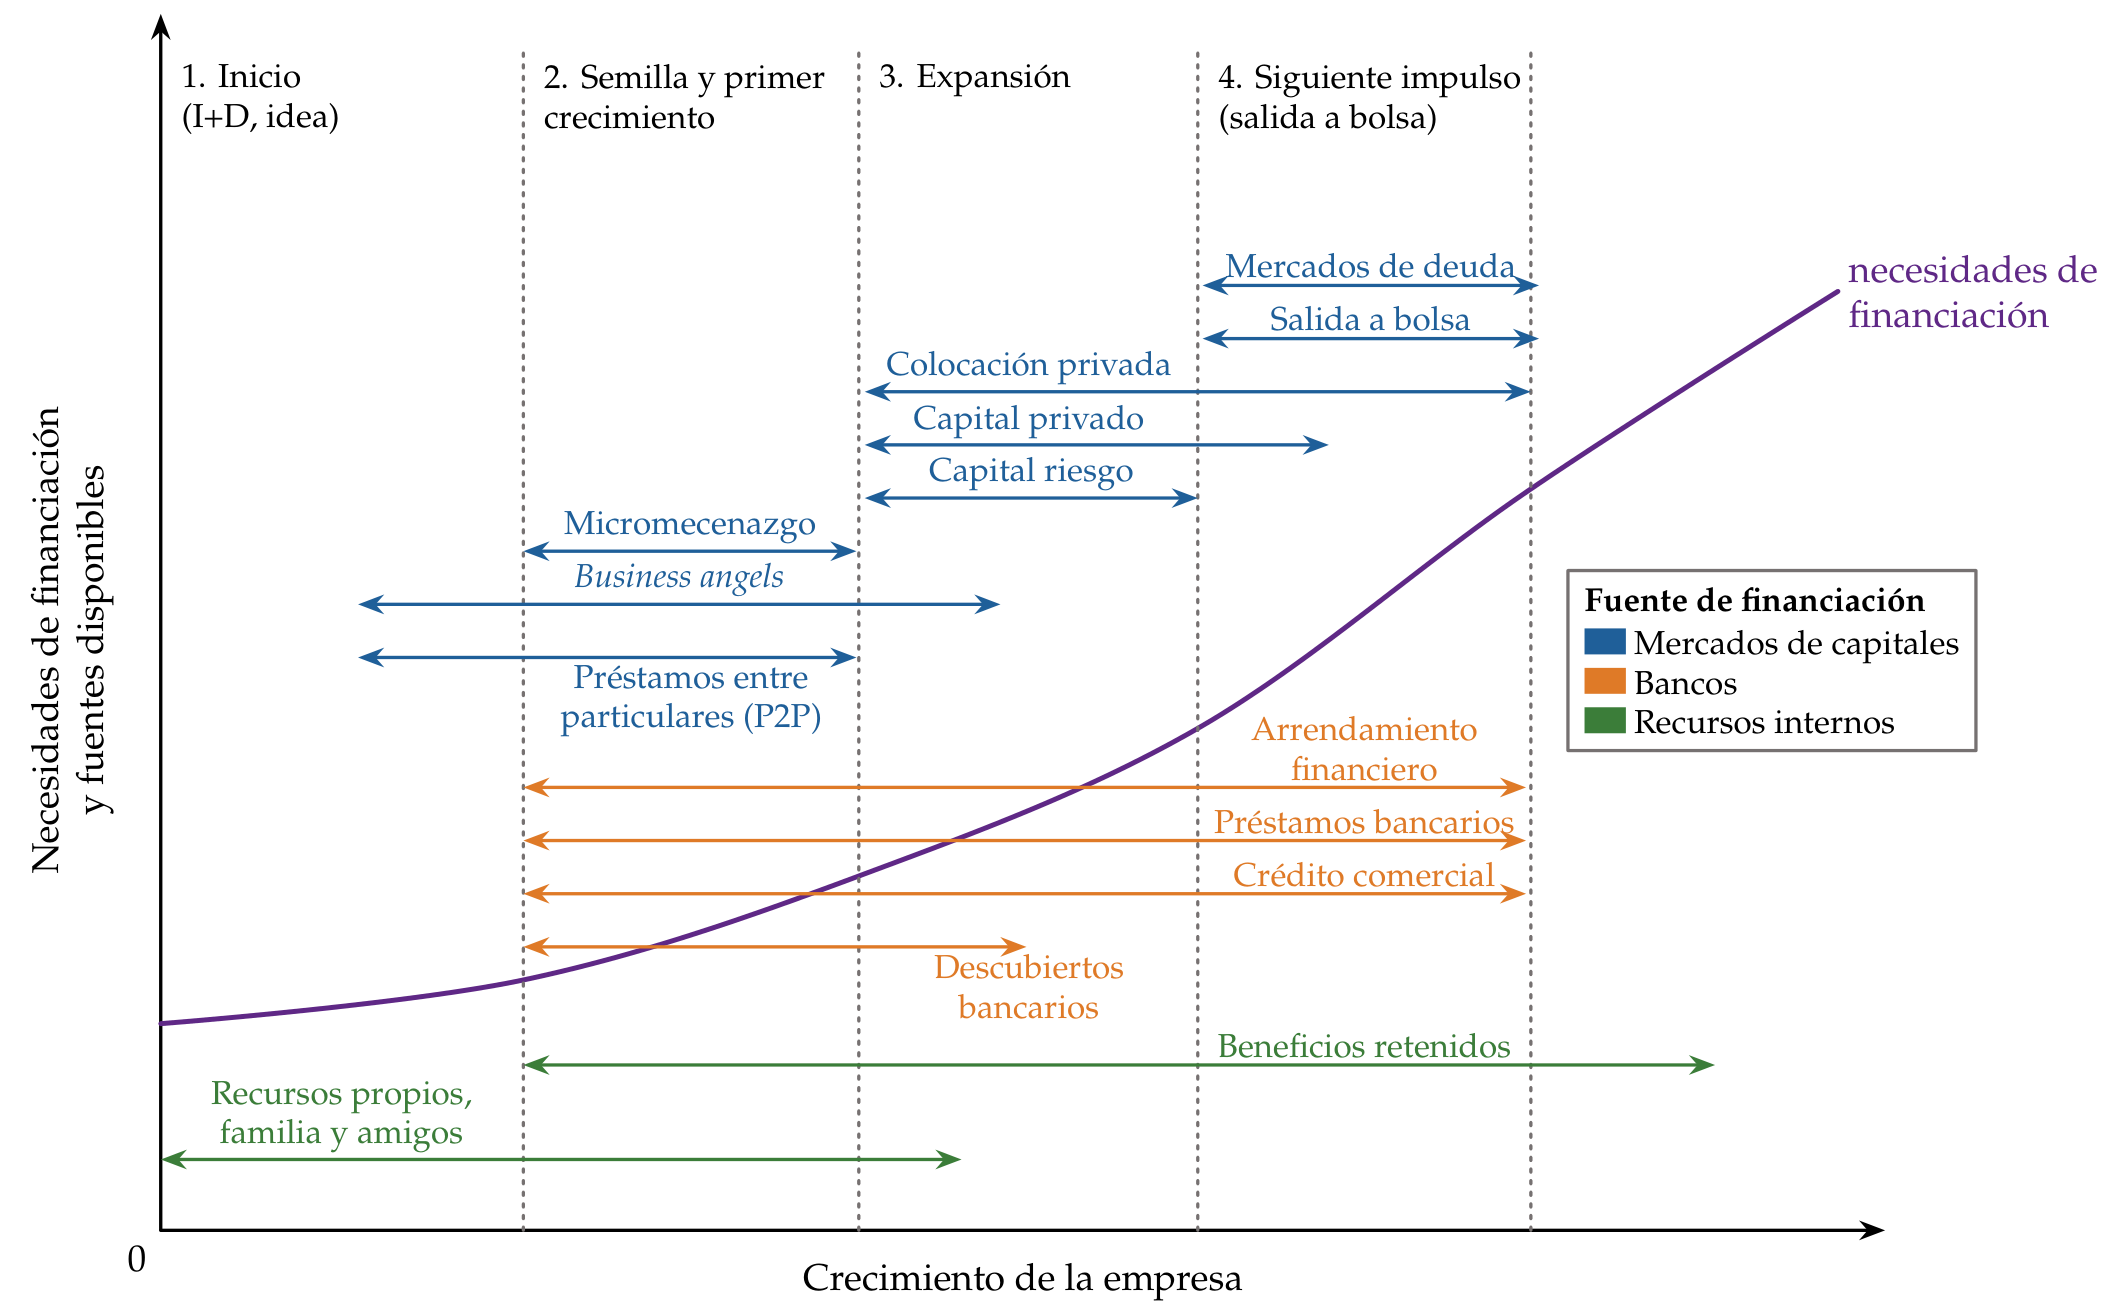 1. Inicio
(I+D, idea)
2. Semilla y primer
crecimiento
3. Expansión
4. Siguiente impulso
(salida a bolsa)
Mercados de deuda
Salida a bolsa
Colocación privada
Capital privado
Capital riesgo
Micromecenazgo
Business angels
Préstamos entre
particulares (P2P)
Arrendamiento
financiero
Préstamos bancarios
Crédito comercial
Descubiertos
bancarios
Beneficios retenidos
Recursos propios,
familia y amigos
necesidades de
financiación
Fuente de financiación
Mercados de capitales
Bancos
Recursos internos
Necesidades de financiación
y fuentes disponibles
0
Crecimiento de la empresa